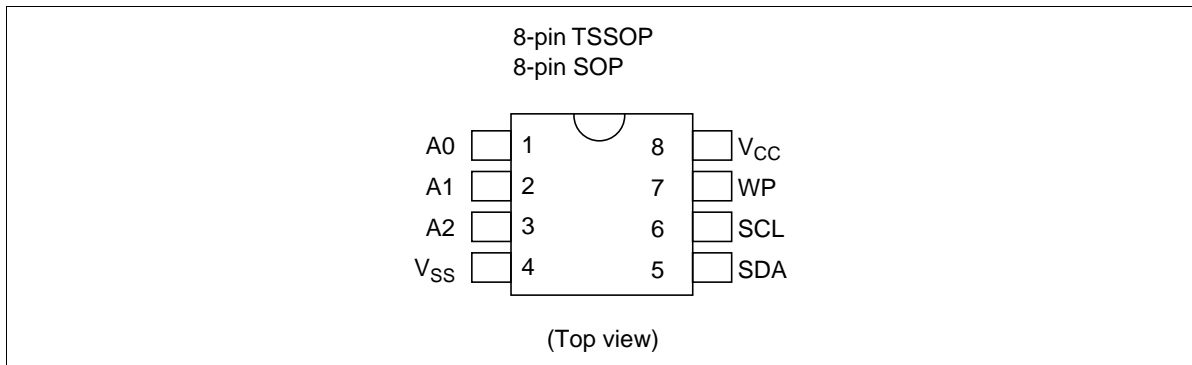 8-pin TSSOP
8-pin SOP
A0 1 8 VCC
A1 2 7 WP
A2 3 6 SCL
VSS 4 5 SDA
(Top view)